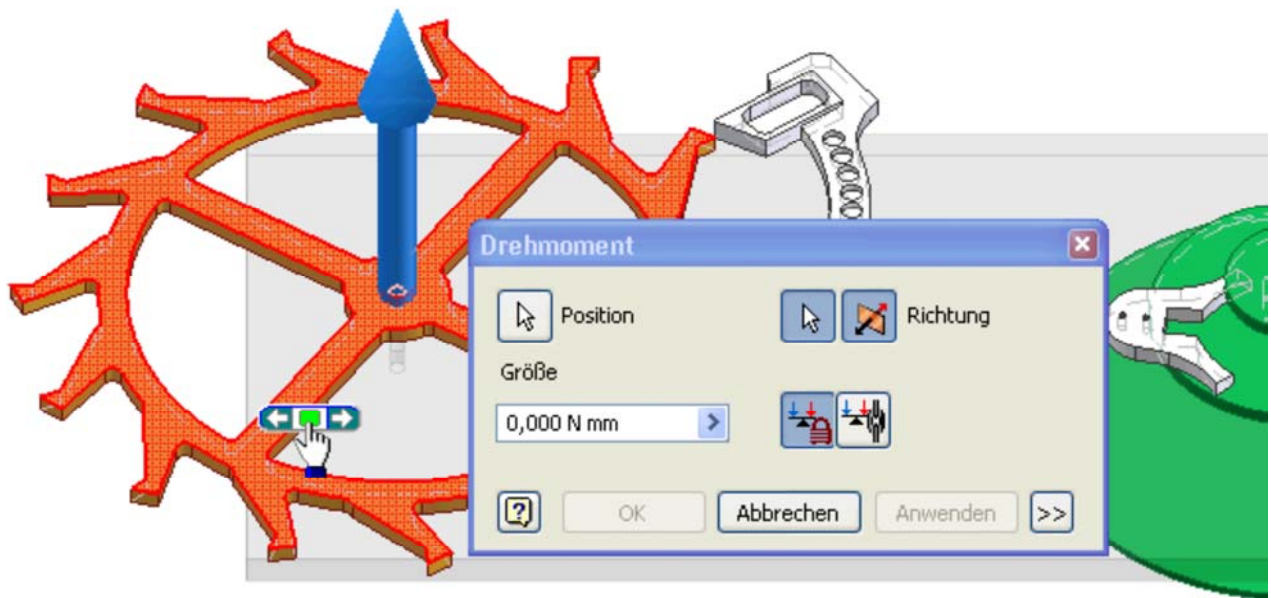 Drehmoment
Position
Richtung
Größe
0,000 N mm
?
OK
Abbrechen
Anwenden
>>